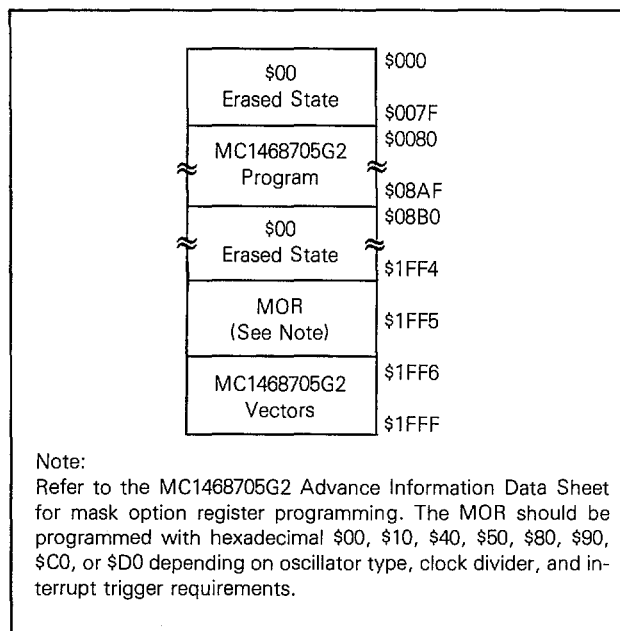 $00
Erased State
$000
$007F
MC1468705G2
Program
$0080
$08AF
$00
Erased State
$08B0
$1FF4
MOR
(See Note)
$1FF5
MC1468705G2
Vectors
$1FF6
$1FFF
Note:
Refer to the MC1468705G2 Advance Information Data Sheet
for mask option register programming. The MOR should be
programmed with hexadecimal $00, $10, $40, $50, $80, $90,
$C0, or $D0 depending on oscillator type, clock divider, and in-
terrupt trigger requirements.